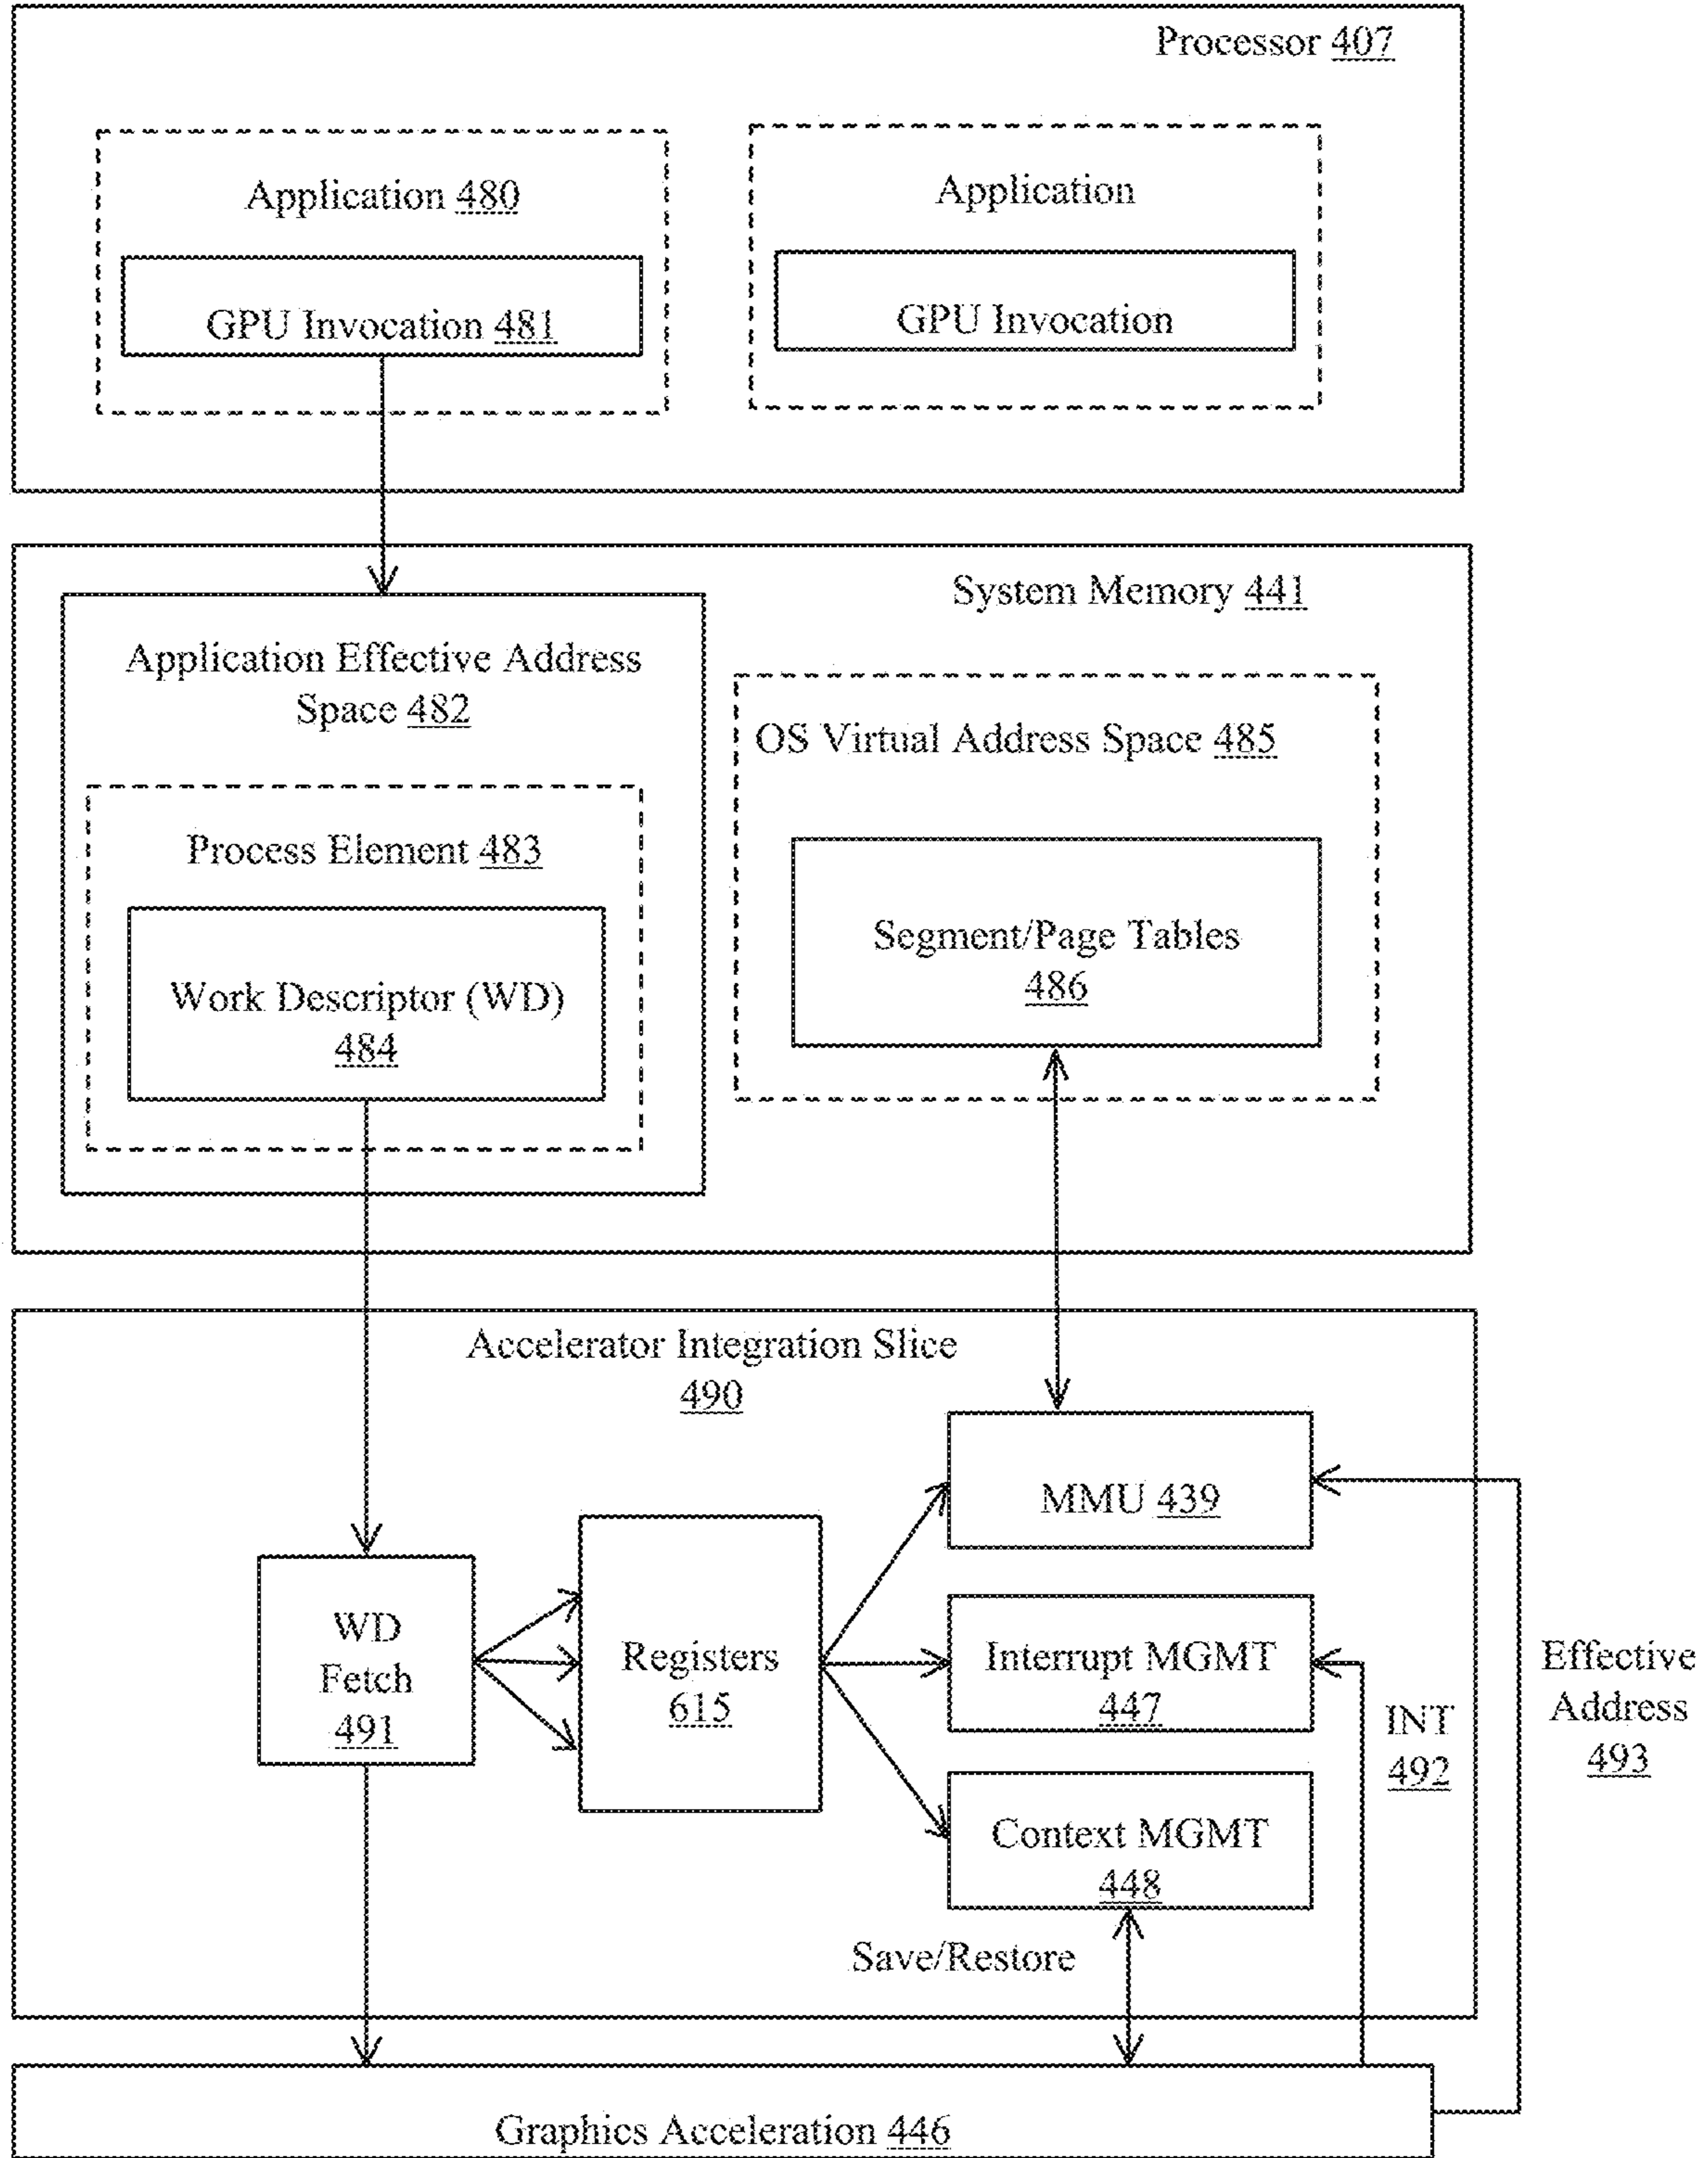 Processor 407
Application 480
GPU Invocation 481
Application
GPU Invocation
System Memory 441
Application Effective Address
Space 482
Process Element 483
Work Descriptor (WD)
484
OS Virtual Address Space 485
Segment/Page Tables
486
Accelerator Integration Slice
490
WD
Fetch
491
Registers
615
MMU 439
Interrupt MGMT
447
Context MGMT
448
Save/Restore
INT
492
Effective
Address
493
Graphics Acceleration 446